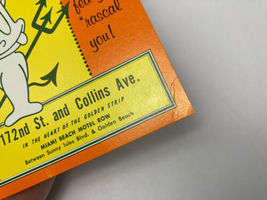 "rascal
you!
172nd St. and Collins Ave.
IN THE HEART OF THE GOLDEN STRIP
MIAMI BEACH MOTEL ROW
Between Sunny Isles Blvd. & Golden Beach